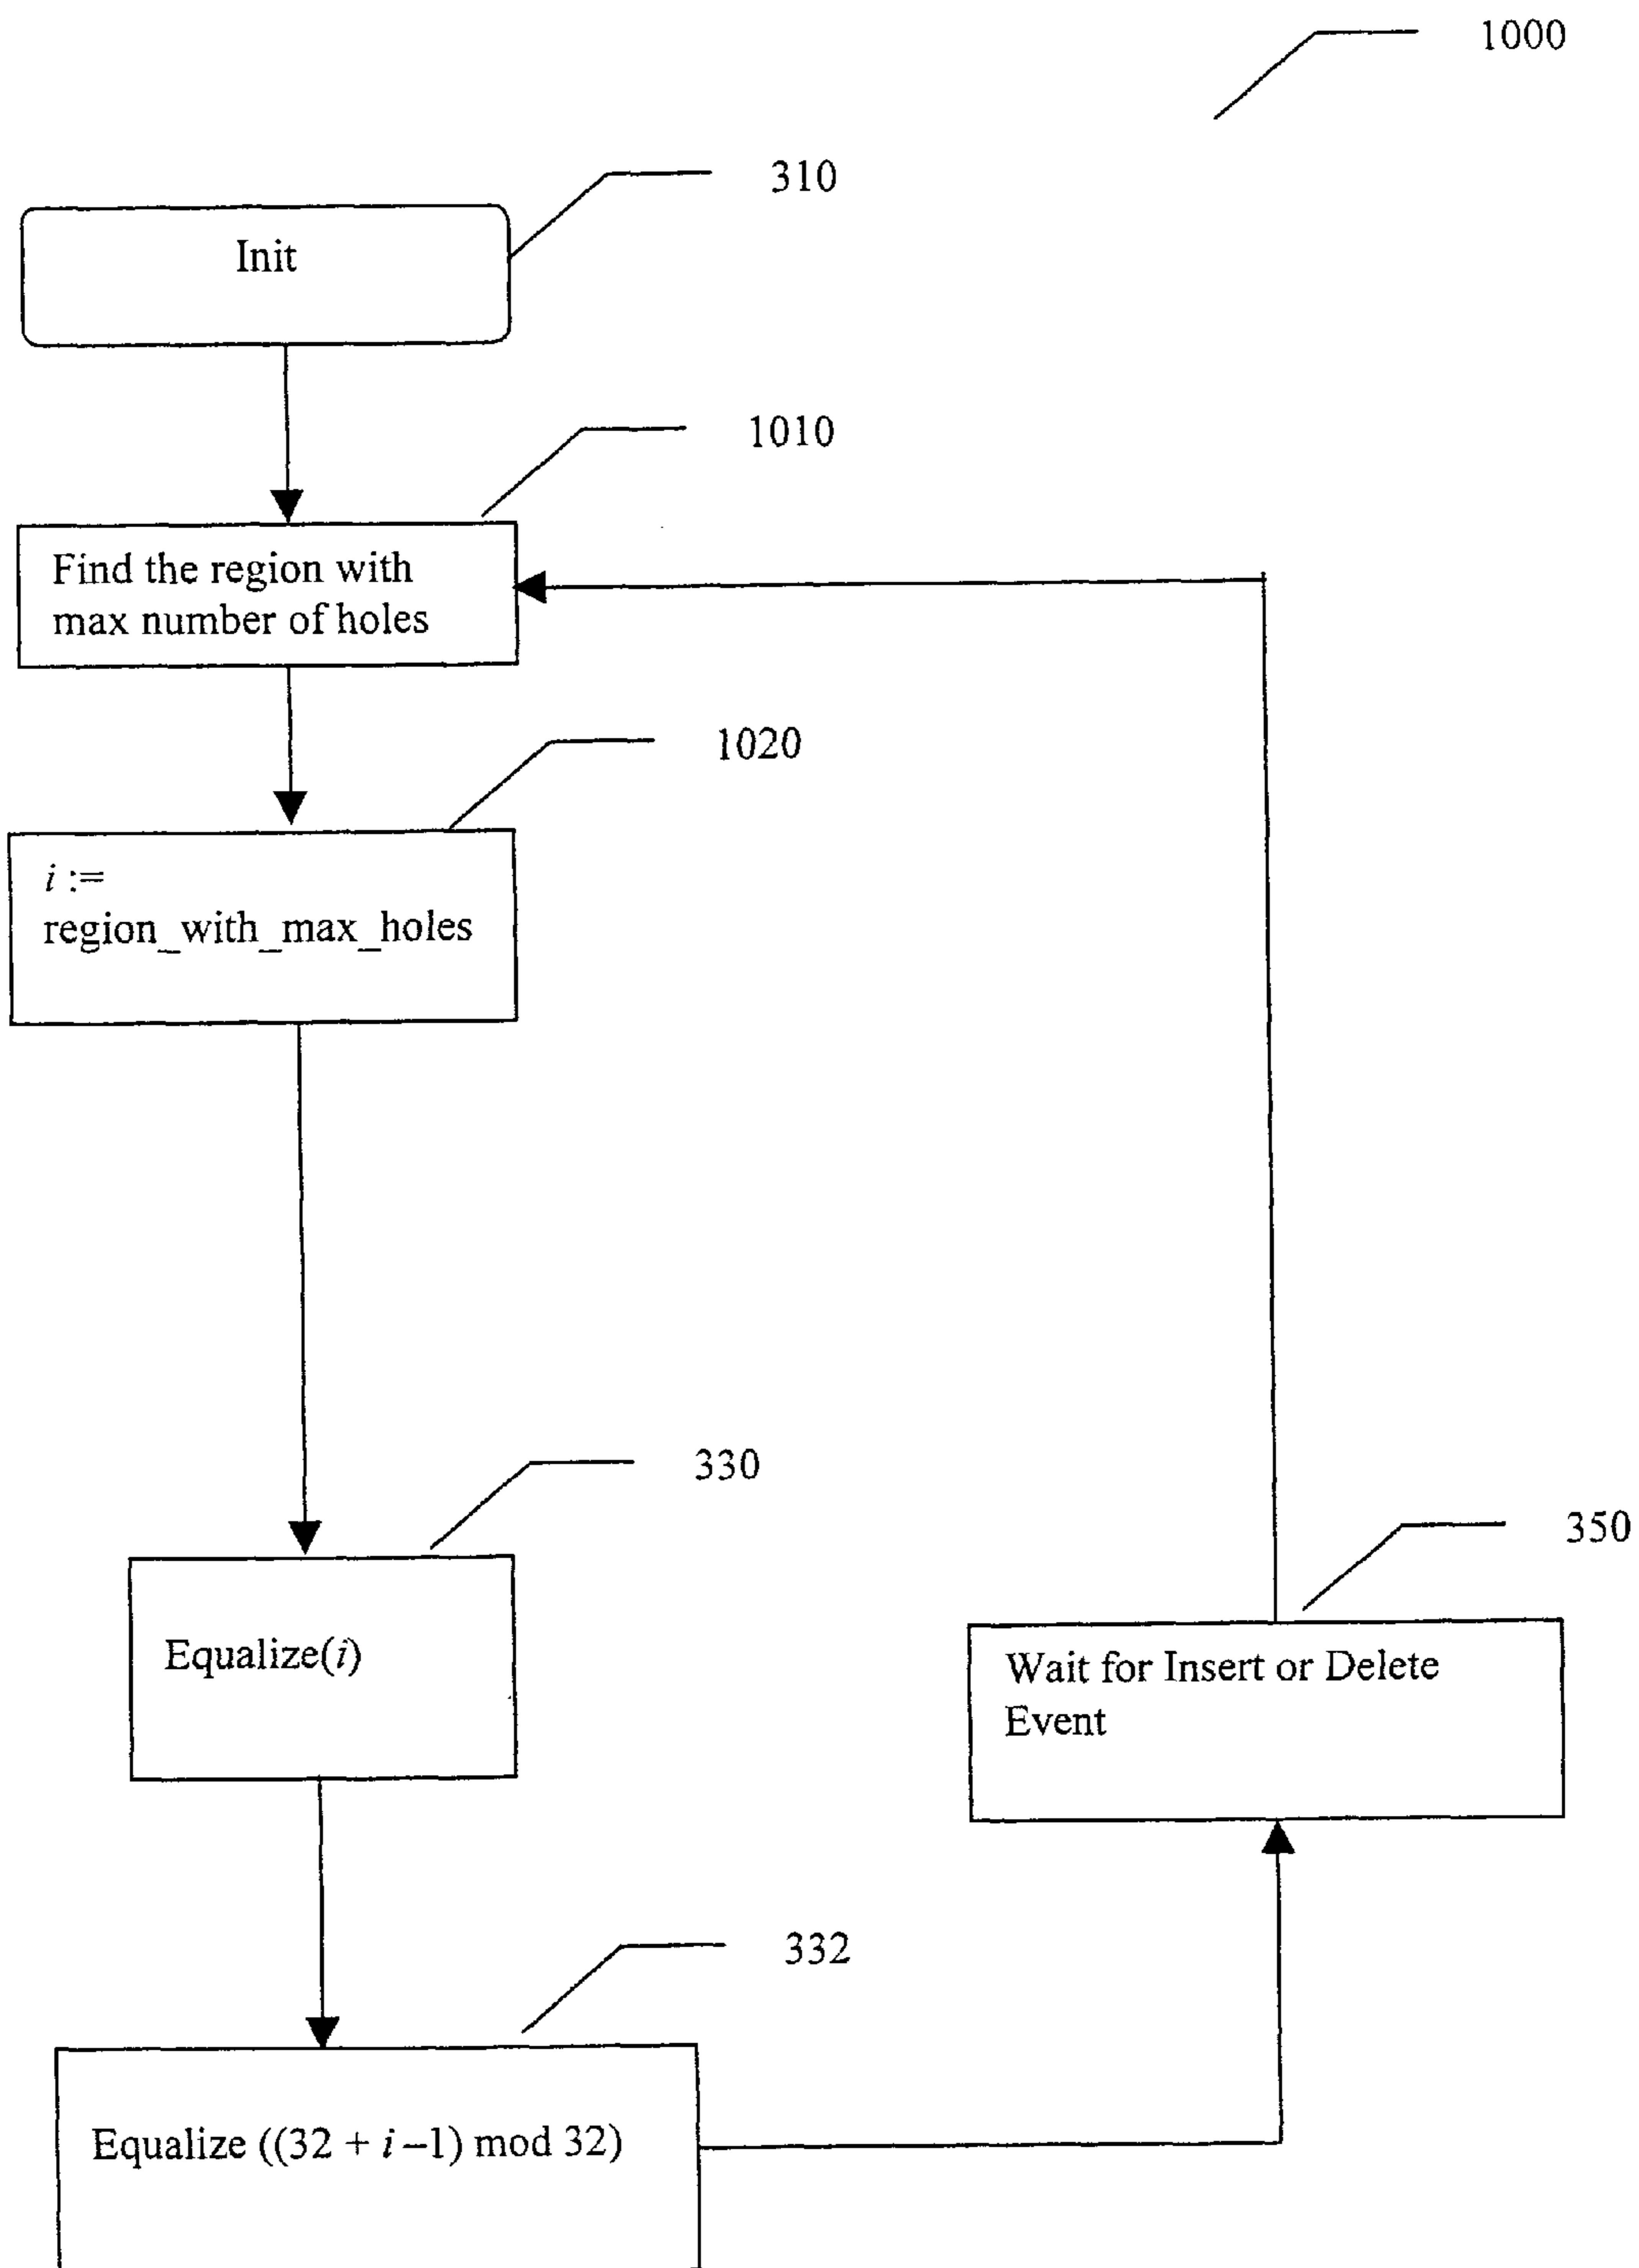 1000
310
Init
1010
Find the region with
max number of holes
1020
i :=
region_with_max_holes
330
Equalize(i)
350
Wait for Insert or Delete
Event
332
Equalize ((32 + i –1) mod 32)